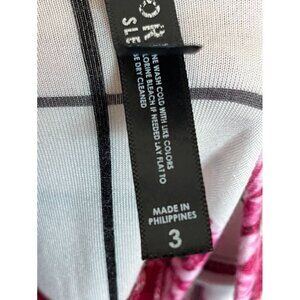 OR
SLE
NE WASH COLD WITH LIKE COLORS
LORINE BLEACH IF NEEDED LAY FLAT TO
SE DRY CLEANED
MADE IN
PHILIPPINES
3